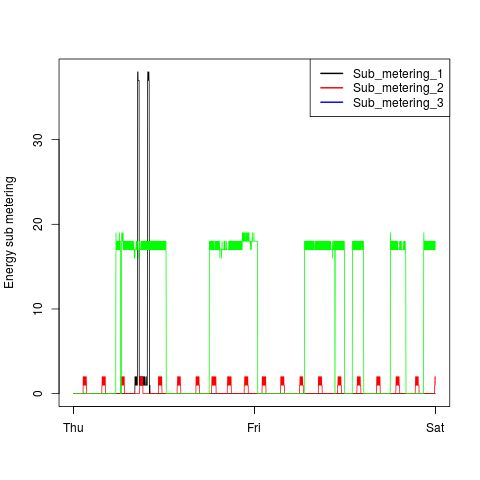 Sub_metering_1
Sub_metering_2
Sub_metering_3
Energy sub metering
30
20
10
0
Thu Fri Sat